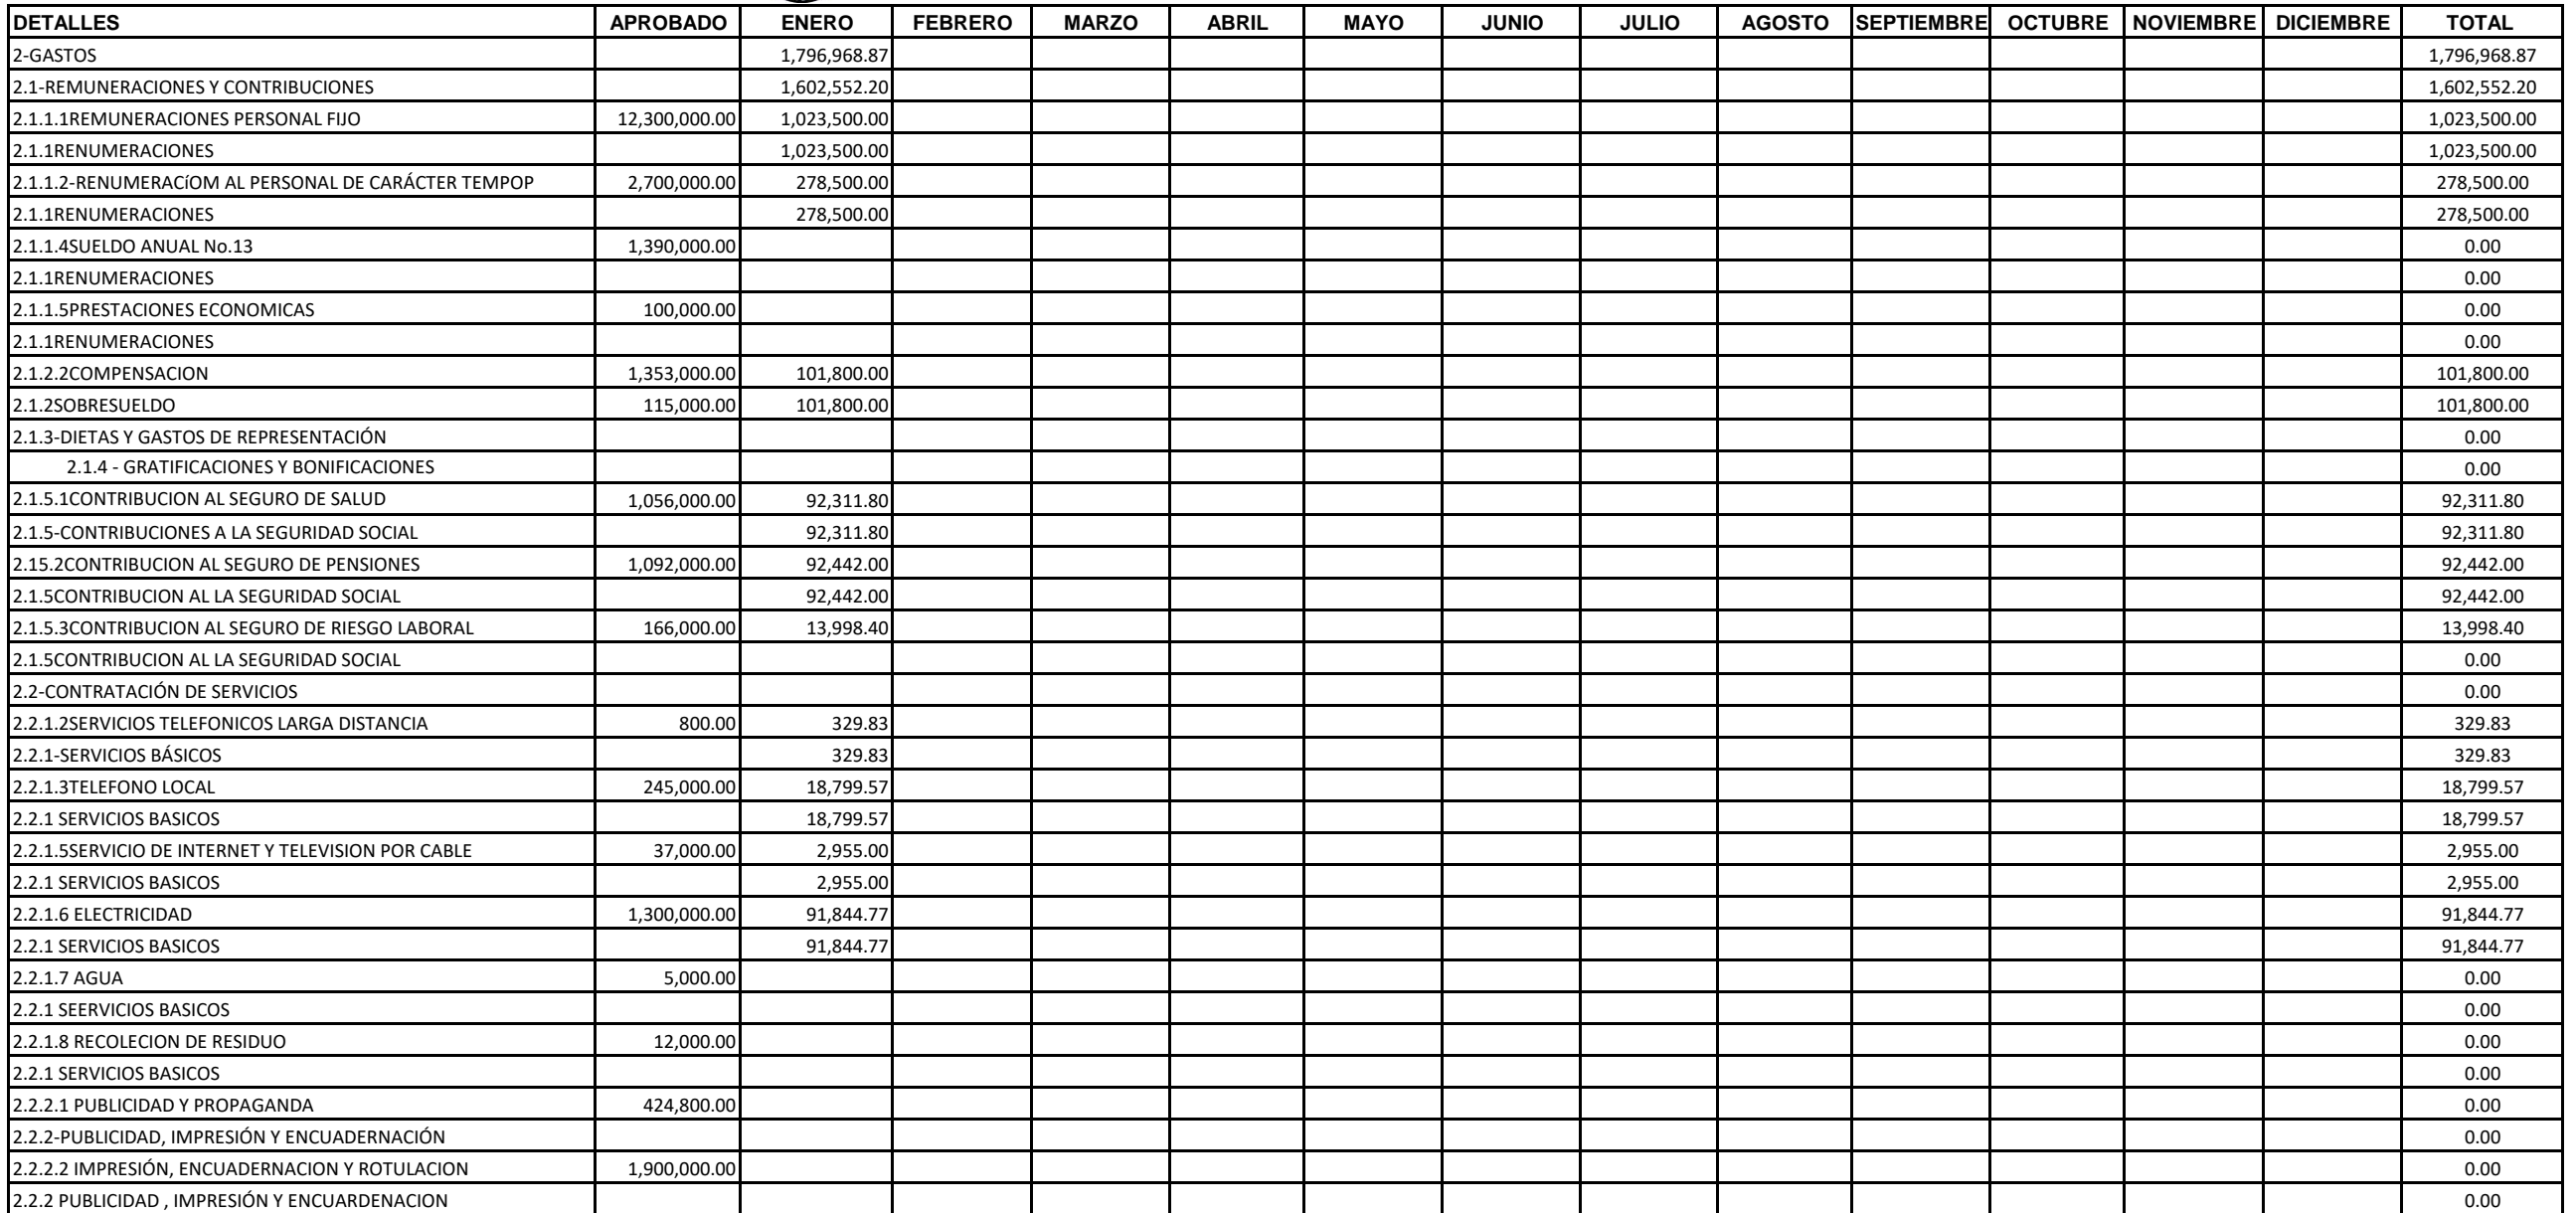 DETALLES APROBADO ENERO FEBRERO MARZO ABRIL MAYO JUNIO JULIO AGOSTO SEPTIEMBRE OCTUBRE NOVIEMBRE DICIEMBRE TOTAL
2-GASTOS 1,796,968.87 1,796,968.87
2.1-REMUNERACIONES Y CONTRIBUCIONES 1,602,552.20 1,602,552.20
2.1.1.1REMUNERACIONES PERSONAL FIJO 12,300,000.00 1,023,500.00 1,023,500.00
2.1.1RENUMERACIONES 1,023,500.00 1,023,500.00
2.1.1.2-RENUMERACíOM AL PERSONAL DE CARÁCTER TEMPOP 2,700,000.00 278,500.00 278,500.00
2.1.1RENUMERACIONES 278,500.00 278,500.00
2.1.1.4SUELDO ANUAL No.13 1,390,000.00 0.00
2.1.1RENUMERACIONES 0.00
2.1.1.5PRESTACIONES ECONOMICAS 100,000.00 0.00
2.1.1RENUMERACIONES 0.00
2.1.2.2COMPENSACION 1,353,000.00 101,800.00 101,800.00
2.1.2SOBRESUELDO 115,000.00 101,800.00 101,800.00
2.1.3-DIETAS Y GASTOS DE REPRESENTACIÓN 0.00
2.1.4 - GRATIFICACIONES Y BONIFICACIONES 0.00
2.1.5.1CONTRIBUCION AL SEGURO DE SALUD 1,056,000.00 92,311.80 92,311.80
2.1.5-CONTRIBUCIONES A LA SEGURIDAD SOCIAL 92,311.80 92,311.80
2.15.2CONTRIBUCION AL SEGURO DE PENSIONES 1,092,000.00 92,442.00 92,442.00
2.1.5CONTRIBUCION AL LA SEGURIDAD SOCIAL 92,442.00 92,442.00
2.1.5.3CONTRIBUCION AL SEGURO DE RIESGO LABORAL 166,000.00 13,998.40 13,998.40
2.1.5CONTRIBUCION AL LA SEGURIDAD SOCIAL 0.00
2.2-CONTRATACIÓN DE SERVICIOS 0.00
2.2.1.2SERVICIOS TELEFONICOS LARGA DISTANCIA 800.00 329.83 329.83
2.2.1-SERVICIOS BÁSICOS 329.83 329.83
2.2.1.3TELEFONO LOCAL 245,000.00 18,799.57 18,799.57
2.2.1 SERVICIOS BASICOS 18,799.57 18,799.57
2.2.1.5SERVICIO DE INTERNET Y TELEVISION POR CABLE 37,000.00 2,955.00 2,955.00
2.2.1 SERVICIOS BASICOS 2,955.00 2,955.00
2.2.1.6 ELECTRICIDAD 1,300,000.00 91,844.77 91,844.77
2.2.1 SERVICIOS BASICOS 91,844.77 91,844.77
2.2.1.7 AGUA 5,000.00 0.00
2.2.1 SEERVICIOS BASICOS 0.00
2.2.1.8 RECOLECION DE RESIDUO 12,000.00 0.00
2.2.1 SERVICIOS BASICOS 0.00
2.2.2.1 PUBLICIDAD Y PROPAGANDA 424,800.00 0.00
2.2.2-PUBLICIDAD, IMPRESIÓN Y ENCUADERNACIÓN 0.00
2.2.2.2 IMPRESIÓN, ENCUADERNACION Y ROTULACION 1,900,000.00 0.00
2.2.2 PUBLICIDAD , IMPRESIÓN Y ENCUARDENACION 0.00